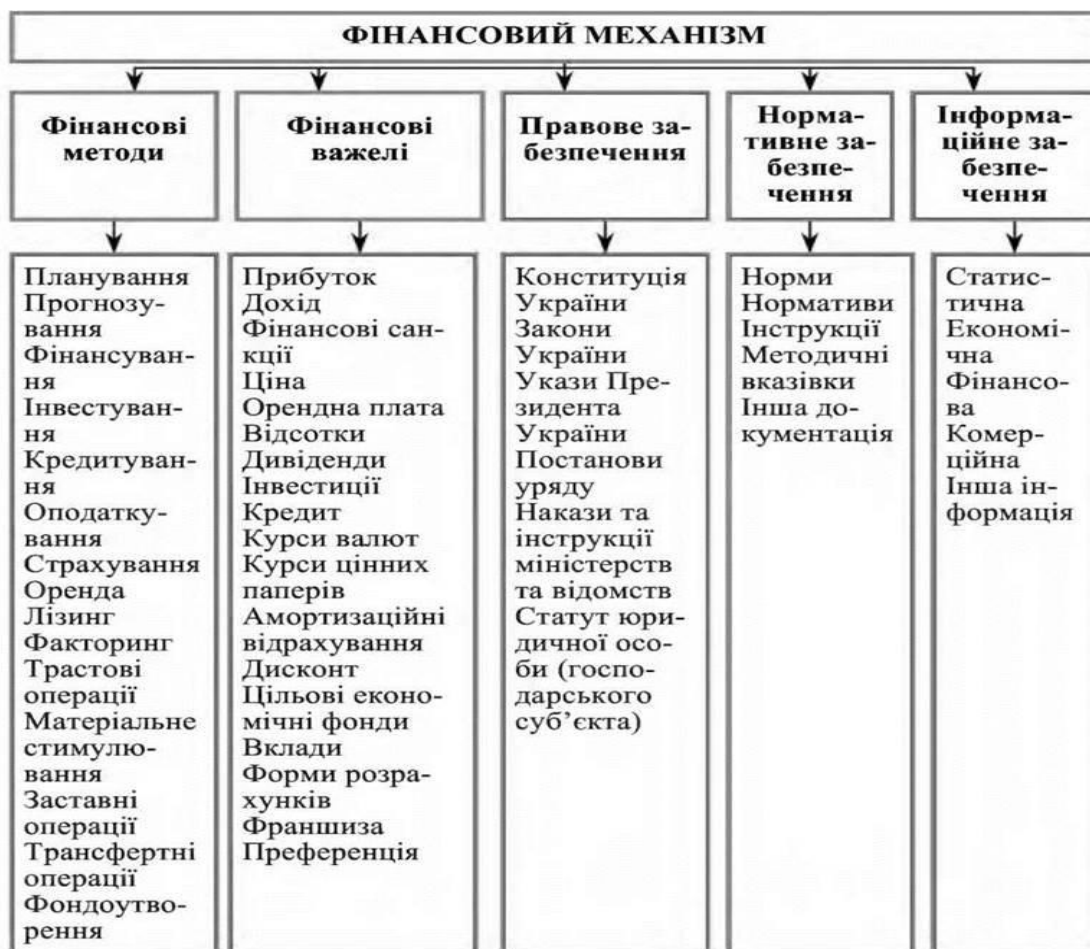 ФІНАНСОВИЙ МЕХАНІЗМ
Фінансові
методи
Фінансові
важелі
Правове за-
безпечення
Норма-
тивне за-
безпе-
чення
Інформа-
ційне за-
безпе-
чення
Планування
Прогнозу-
вання
Фінансуван-
ня
Інвестуван-
ня
Кредитуван-
ня
Оподатку-
вання
Страхування
Оренда
Лізинг
Факторинг
Трастові
операції
Матеріальне
стимулю-
вання
Заставні
операції
Трансфертні
операції
Фондоутво-
рення
Прибуток
Дохід
Фінансові сан-
кції
Ціна
Орендна плата
Відсотки
Дивіденди
Інвестиції
Кредит
Курси валют
Курси цінних
паперів
Амортизаційні
відрахування
Дисконт
Цільові еконо-
мічні фонди
Вклади
Форми розра-
хунків
Франшиза
Преференція
Конституція
України
Закони
України
Укази Пре-
зидента
України
Постанови
уряду
Накази та
інструкції
міністерств
та відомств
Статут юри-
дичної осо-
би (госпо-
дарського
суб’єкта)
Норми
Нормативи
Інструкції
Методичні
вказівки
Інша до-
кументація
Статис-
тична
Економі-
чна
Фінансо-
ва
Комер-
ційна
Інша ін-
формація